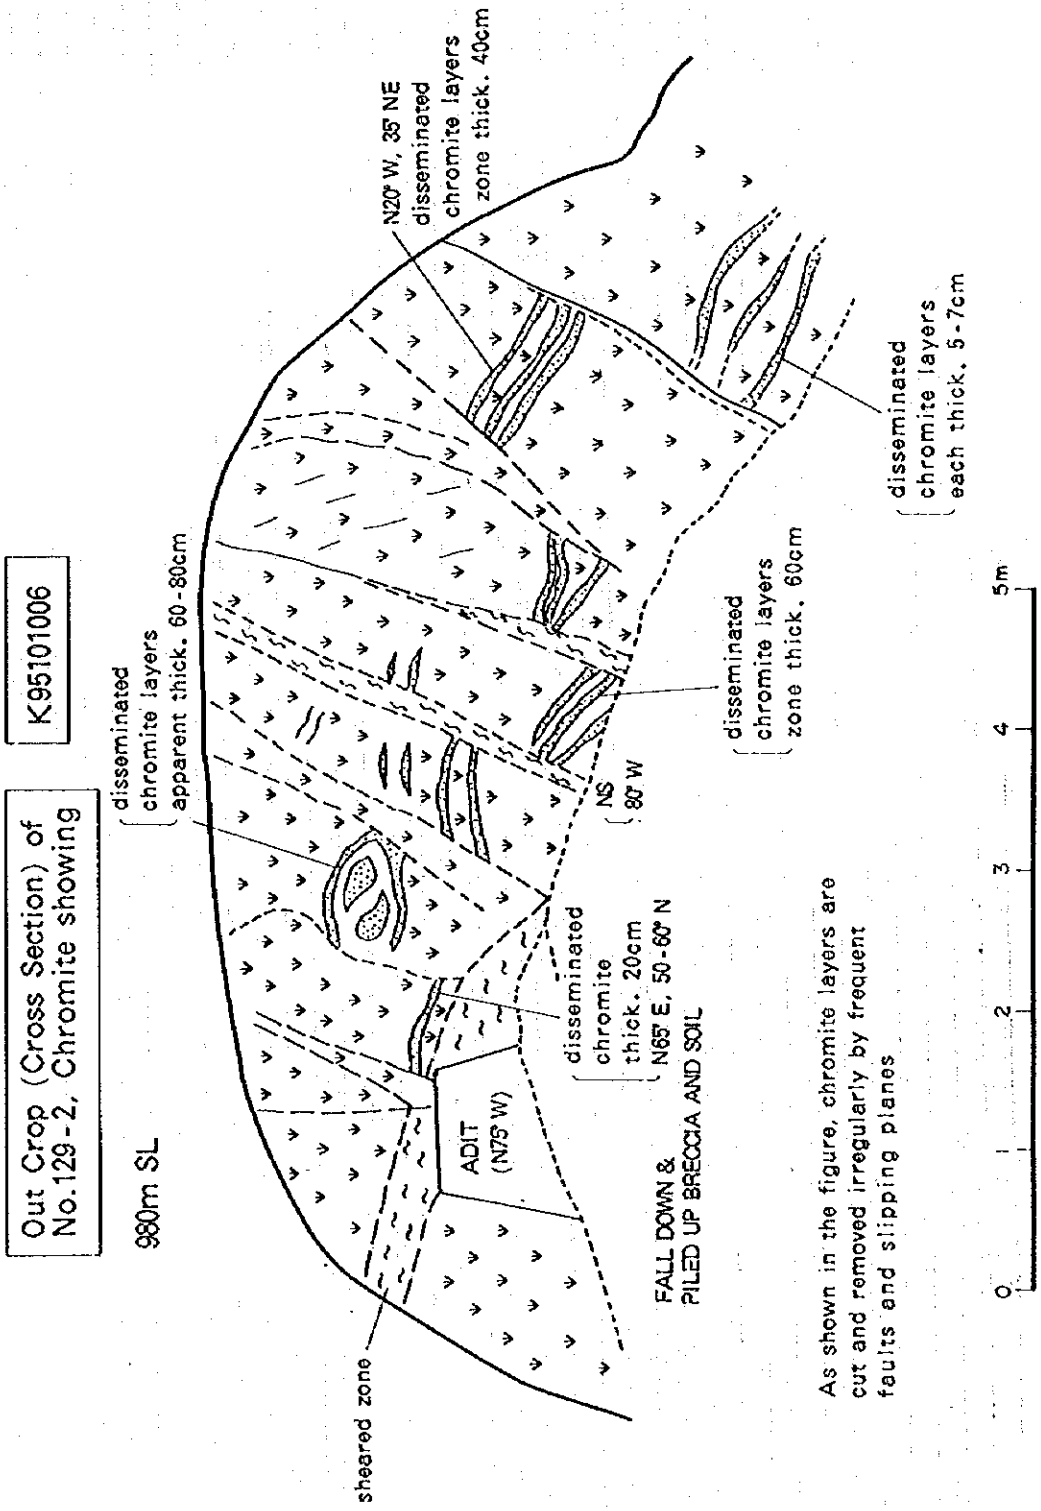 Out Crop (Cross Section) of
No.129-2, Chromite showing
K95101006
980m SL
disseminated
chromite layers
apparent thick. 60-80cm
N20° W, 35° NE
disseminated
chromite layers
zone thick. 40cm
sheared zone
ADIT
(N75° W)
disseminated
chromite
thick. 20cm
N65° E, 50-60° N
NS
80° W
disseminated
chromite layers
zone thick. 60cm
disseminated
chromite layers
each thick. 5-7cm
FALL DOWN &
PILED UP BRECCIA AND SOIL
As shown in the figure, chromite layers are
cut and removed irregularly by frequent
faults and slipping planes
0 1 2 3 4 5m